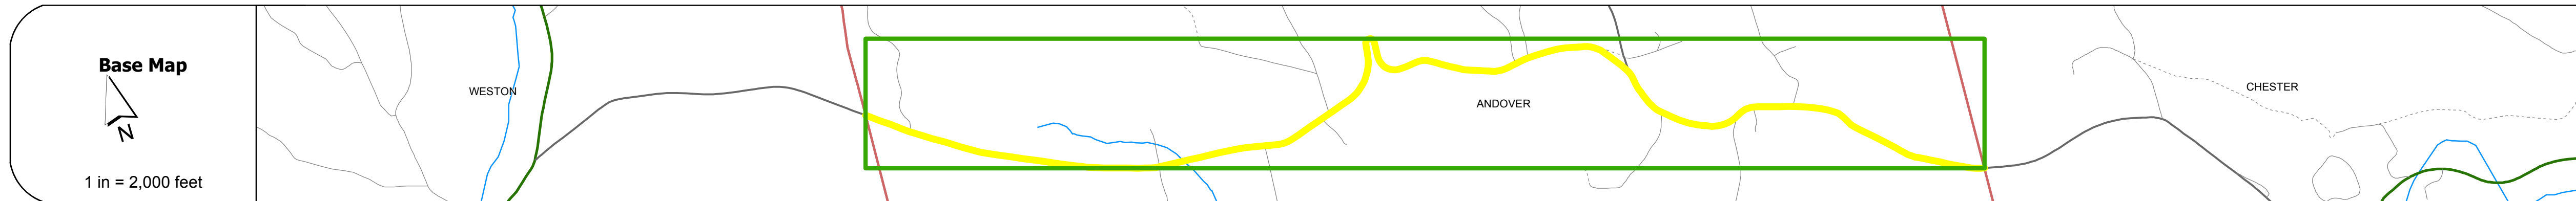 Base Map
N
1 in = 2,000 feet
WESTON
ANDOVER
CHESTER